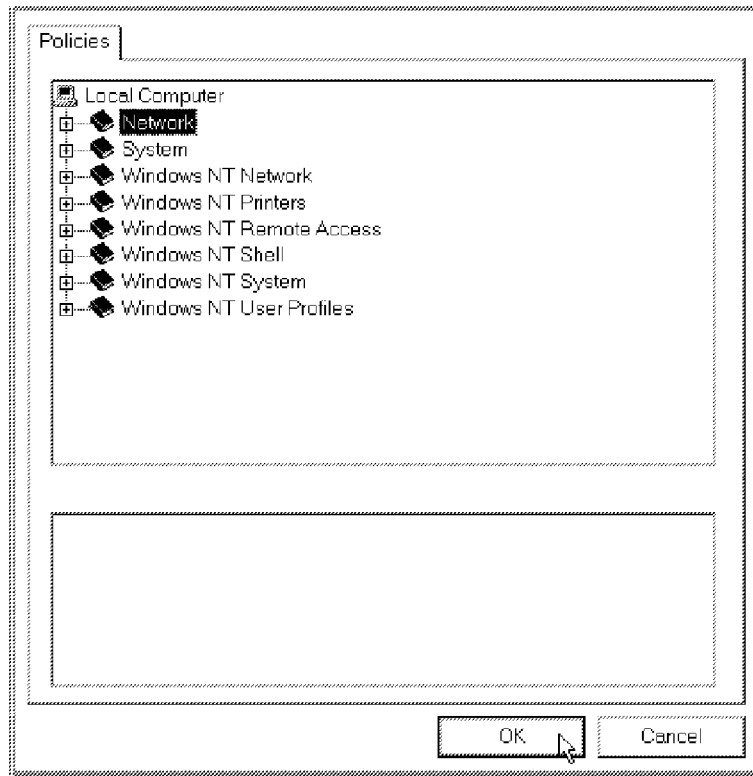 Policies
Local Computer
Network
System
Windows NT Network
Windows NT Printers
Windows NT Remote Access
Windows NT Shell
Windows NT System
Windows NT User Profiles
OK
Cancel